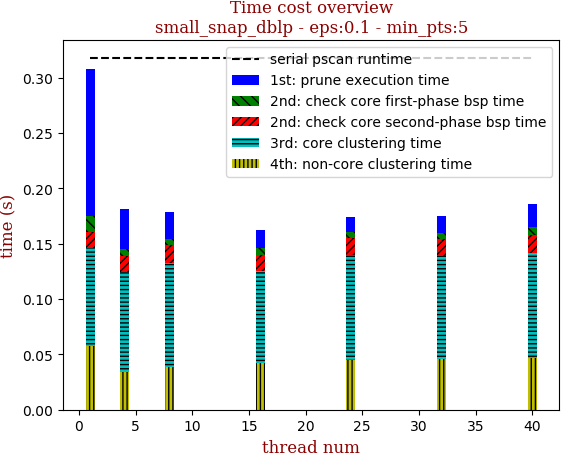 Time cost overview
small_snap_dblp - eps:0.1 - min_pts:5
serial pscan runtime
1st: prune execution time
2nd: check core first-phase bsp time
2nd: check core second-phase bsp time
3rd: core clustering time
4th: non-core clustering time
time (s)
0.30
0.25
0.20
0.15
0.10
0.05
0.00
0 5 10 15 20 25 30 35 40
thread num